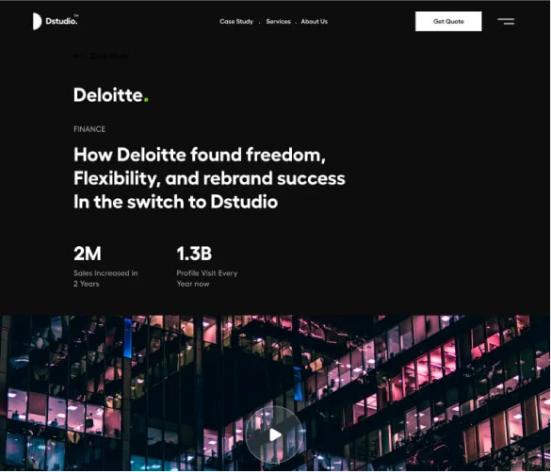 Dstudio.™
Case Study . Services . About Us
Get Quote
Deloitte.
FINANCE
How Deloitte found freedom,
Flexibility, and rebrand success
In the switch to Dstudio
2M
Sales Increased in
2 Years
1.3B
Profile Visit Every
Year now